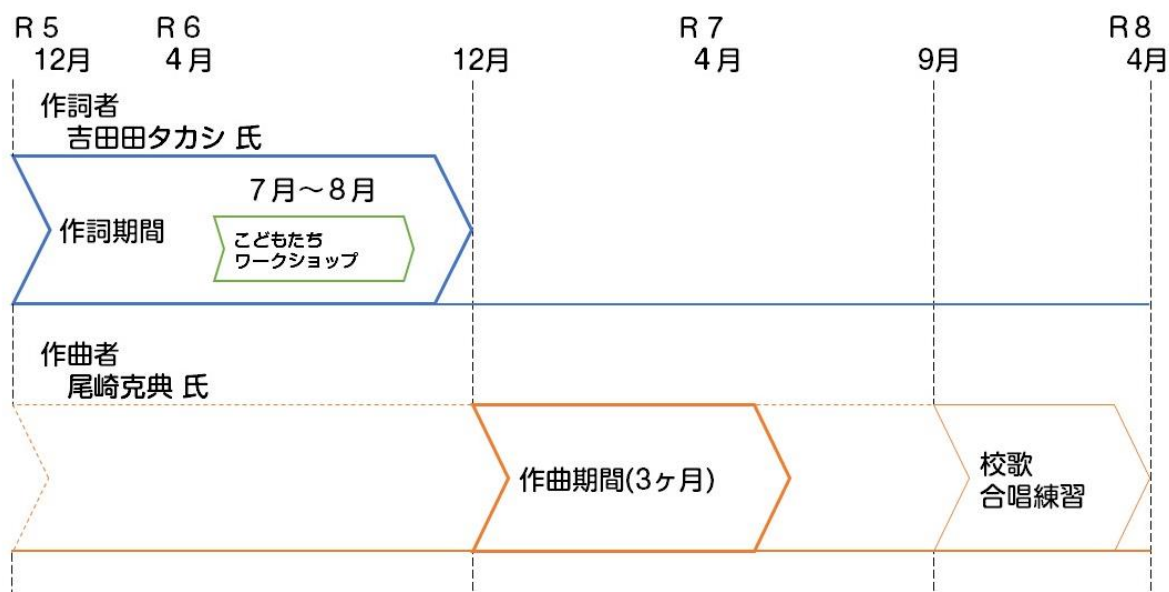 R5 R6 R7 R8
12月 4月 12月 4月 9月 4月
作詞者
吉田田タカシ 氏
7月〜8月
作詞期間
こどもたち
ワークショップ
作曲者
尾崎克典 氏
作曲期間(3ヶ月)
校歌
合唱練習